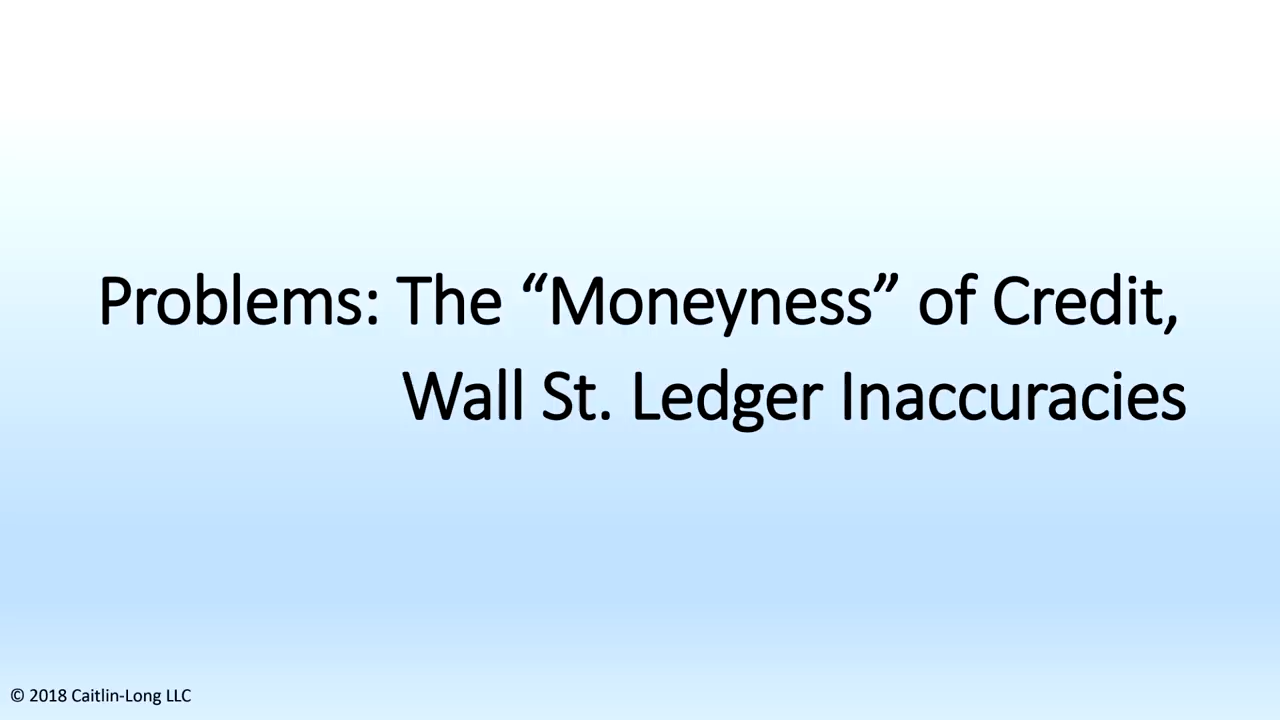 Problems: The “Moneyness” of Credit,
Wall St. Ledger Inaccuracies
© 2018 Caitlin-Long LLC